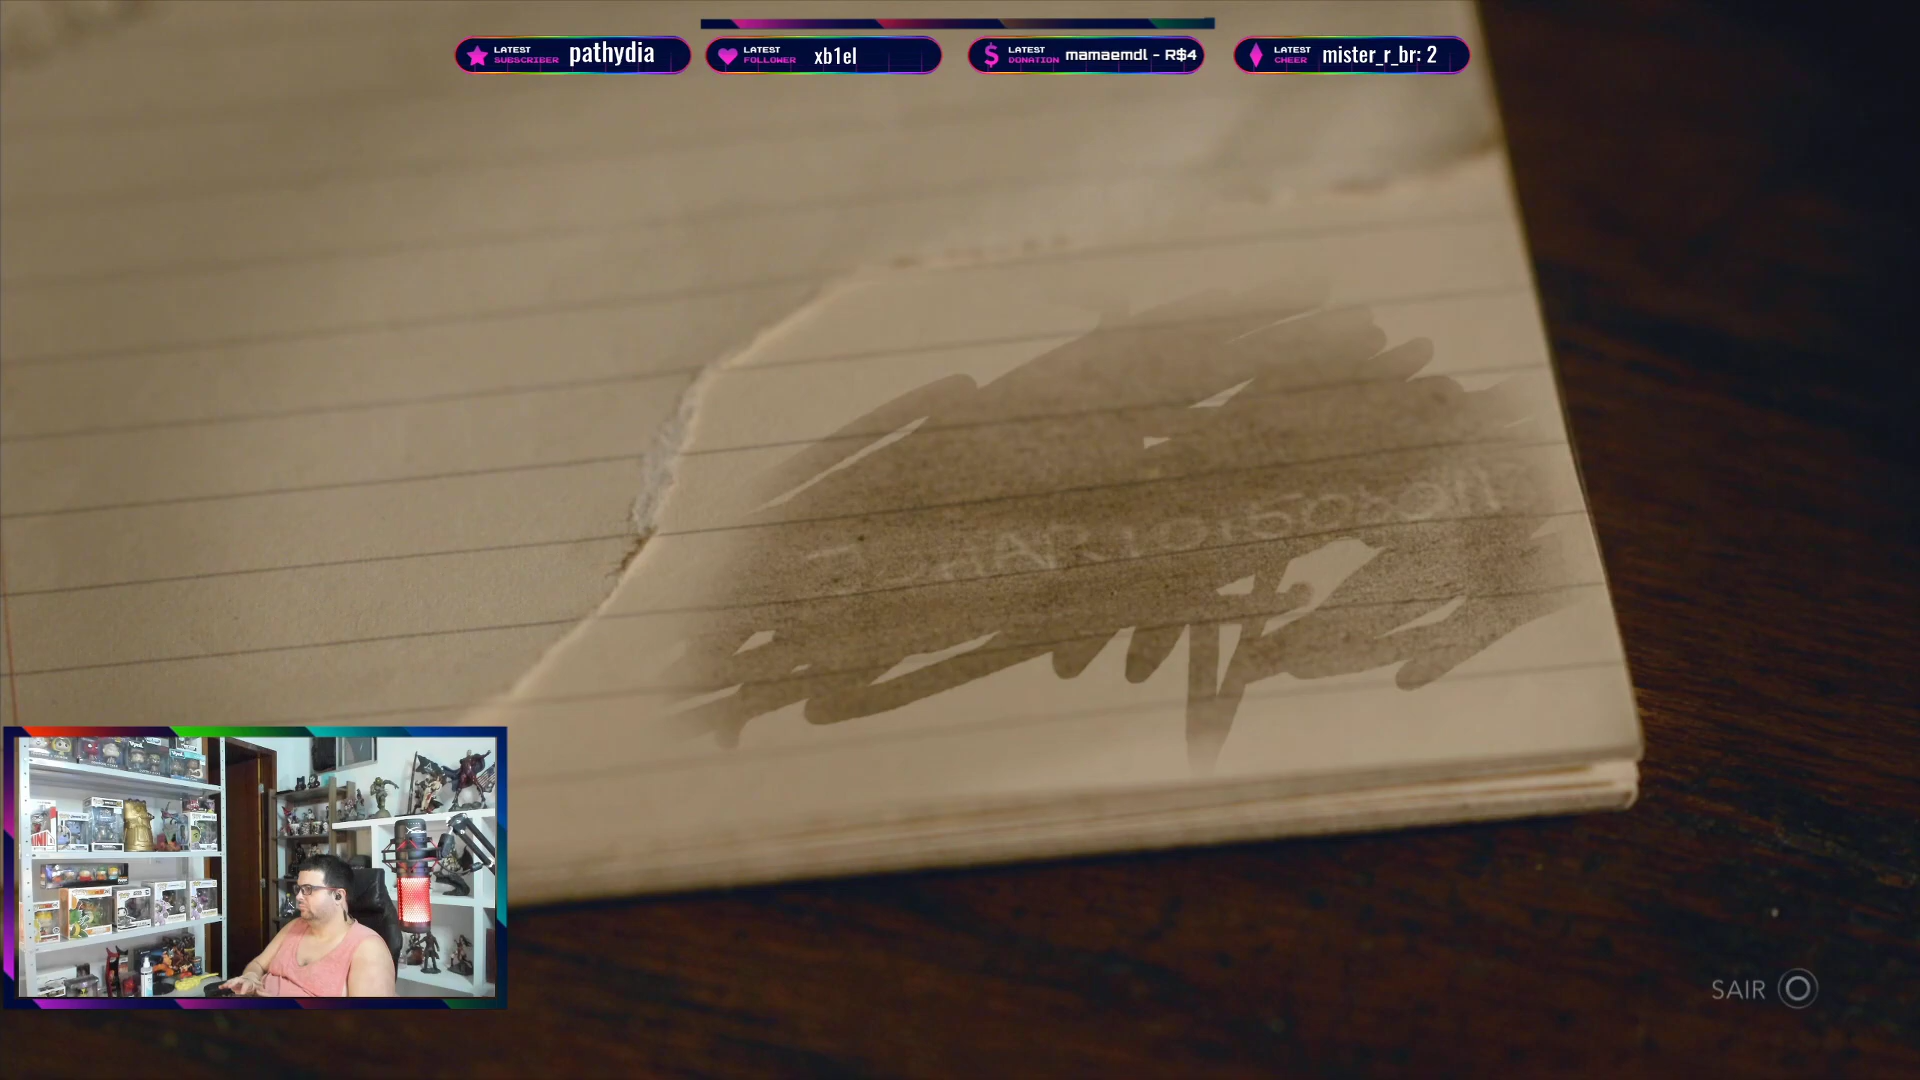 LATEST SUBSCRIBER pathydia
LATEST FOLLOWER xb1el
LATEST DONATION mamaemdl - R$4
LATEST CHEER mister_r_br: 2
SAIR